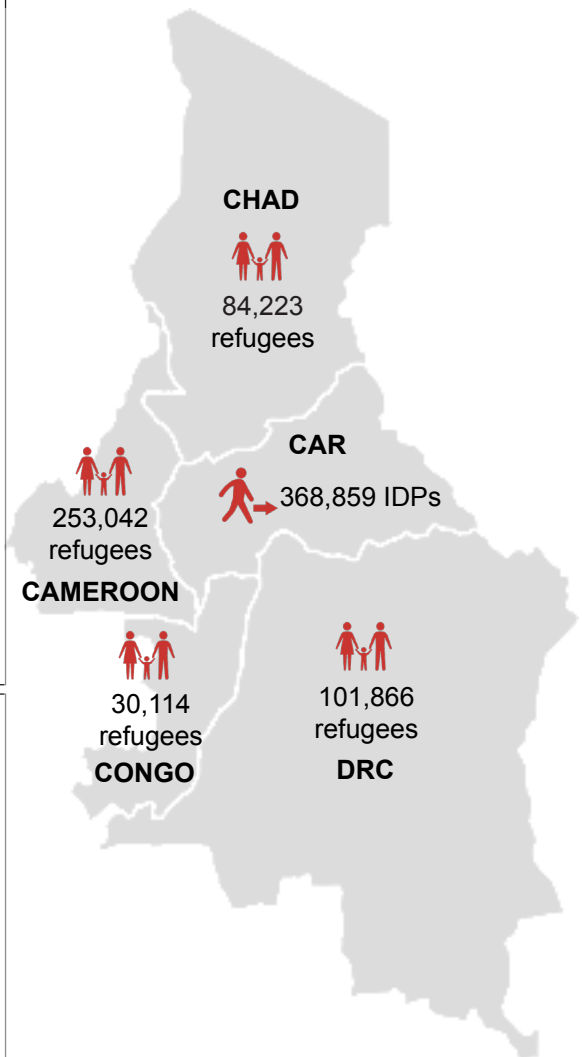 CHAD
84,223
refugees
CAR
368,859 IDPs
253,042
refugees
CAMEROON
30,114
refugees
CONGO
101,866
refugees
DRC